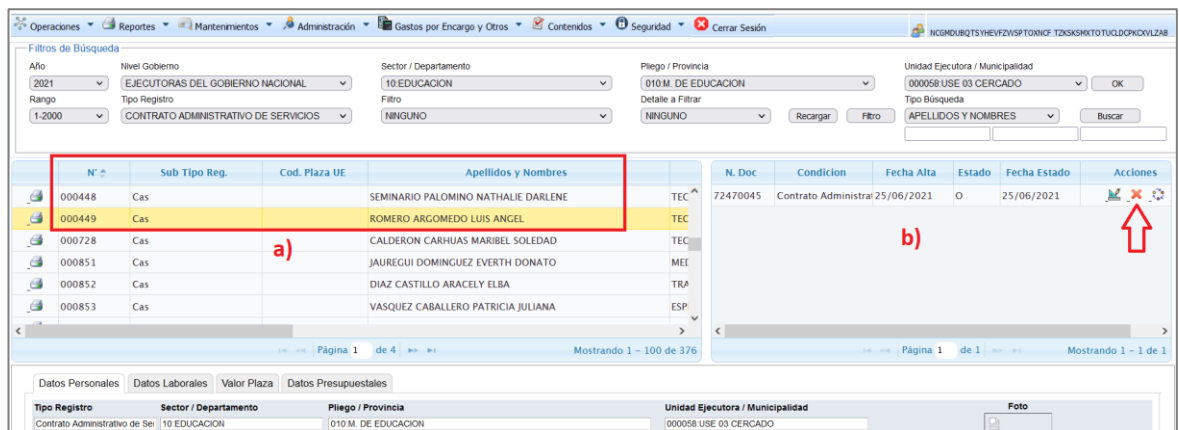 Operaciones Reportes Mantenimientos Administración Gastos por Encargo y Otros Contenidos Seguridad Cerrar Sesión
Filtros de Búsqueda
Año Nivel Gobierno Sector / Departamento Pliego / Provincia Unidad Ejecutora / Municipalidad
2021 EJECUTORAS DEL GOBIERNO NACIONAL 10:EDUCACION 010:M. DE EDUCACION 000058:USE 03 CERCADO OK
Rango Tipo Registro Filtro Detalle a Filtrar Tipo Búsqueda
1-2000 CONTRATO ADMINISTRATIVO DE SERVICIOS NINGUNO NINGUNO Recargar Filtro APELLIDOS Y NOMBRES Buscar
N° Sub Tipo Reg. Cod. Plaza UE Apellidos y Nombres N. Doc Condicion Fecha Alta Estado Fecha Estado Acciones
000448 Cas SEMINARIO PALOMINO NATHALIE DARLENE TEC 72470045 Contrato Administra 25/06/2021 O 25/06/2021
000449 Cas ROMERO ARGOMEDO LUIS ANGEL TEC
000728 Cas CALDERON CARHUAS MARIBEL SOLEDAD TEC
a) b)
000851 Cas JAUREGUI DOMINGUEZ EVERTH DONATO MED
000852 Cas DIAZ CASTILLO ARACELY ELBA TRA
000853 Cas VASQUEZ CABALLERO PATRICIA JULIANA ESP
Página 1 de 4 Mostrando 1 - 100 de 376 Página 1 de 1 Mostrando 1 - 1 de 1
Datos Personales Datos Laborales Valor Plaza Datos Presupuestales
Tipo Registro Sector / Departamento Pliego / Provincia Unidad Ejecutora / Municipalidad Foto
Contrato Administrativo de Ser 10:EDUCACION 010:M. DE EDUCACION 000058:USE 03 CERCADO